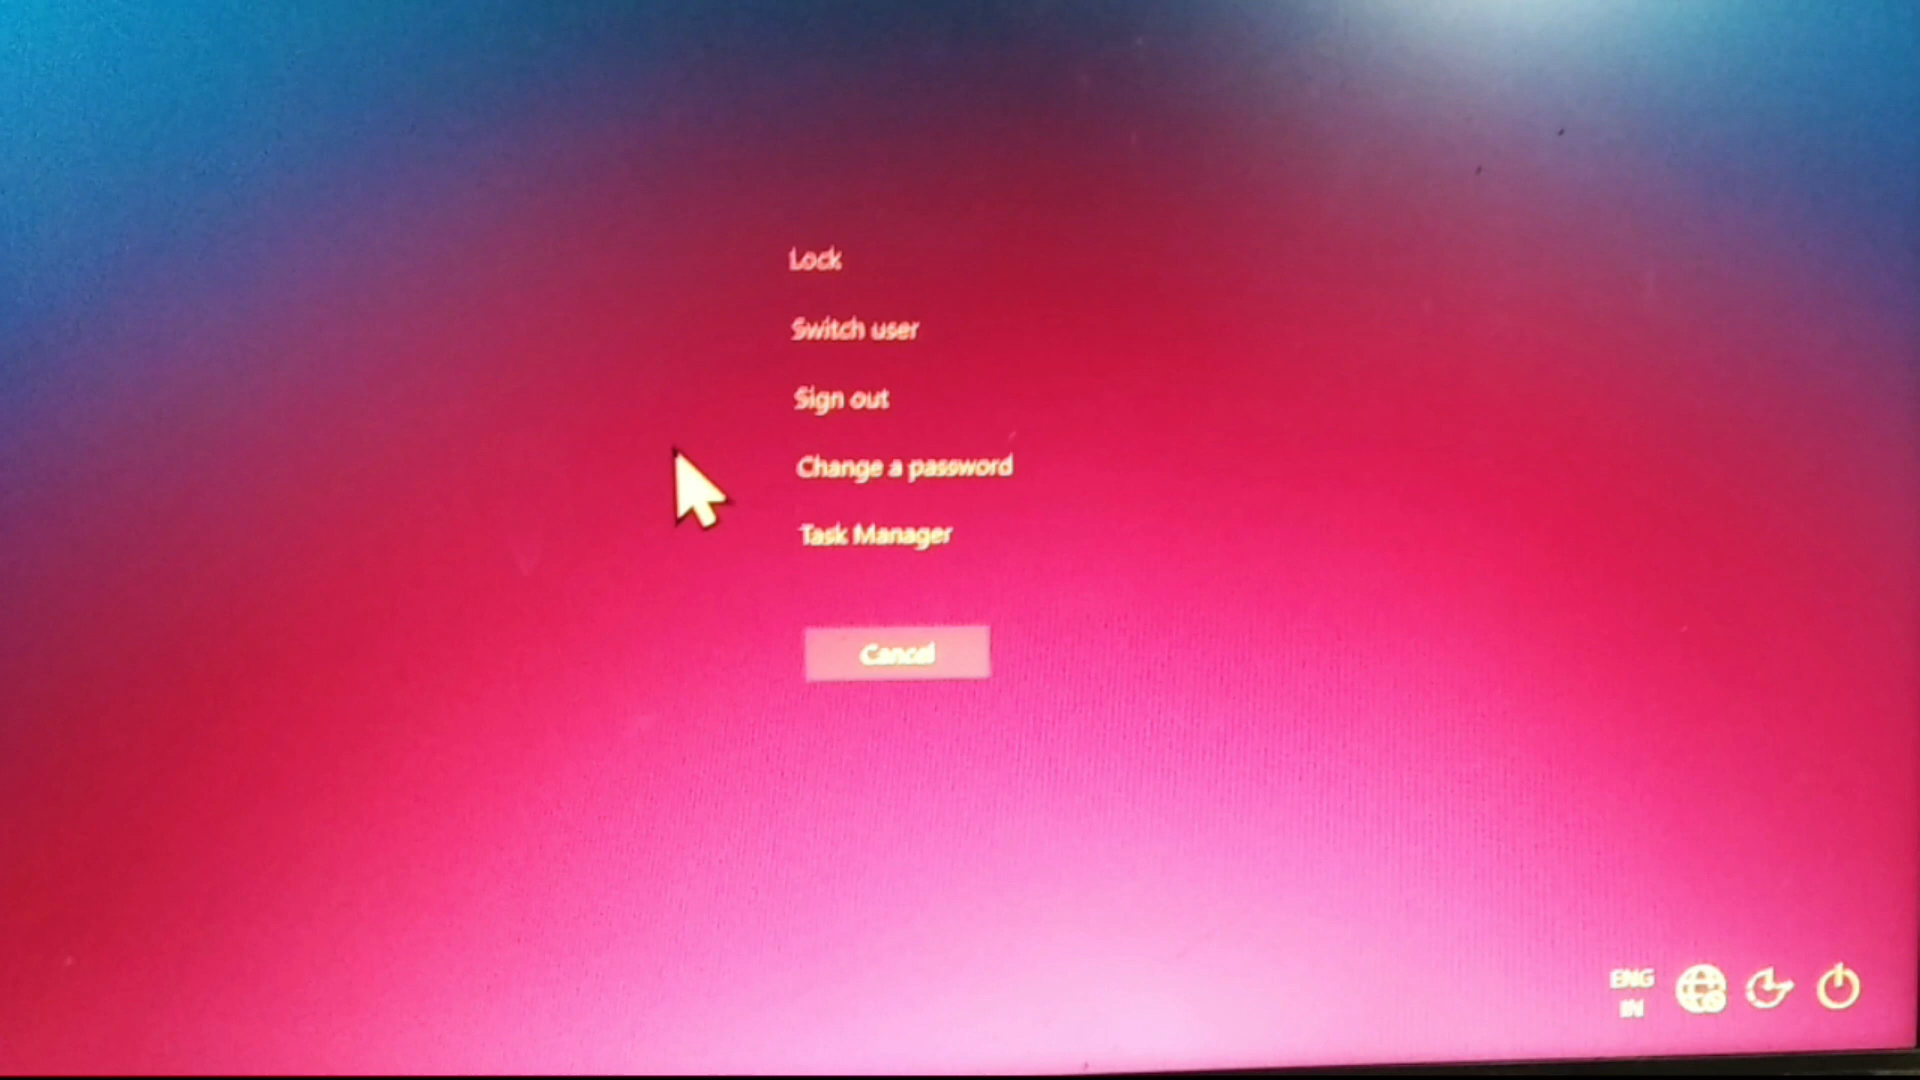 Lock
Switch user
Sign out
Change a password
Task Manager
Cancel
ENG
IN